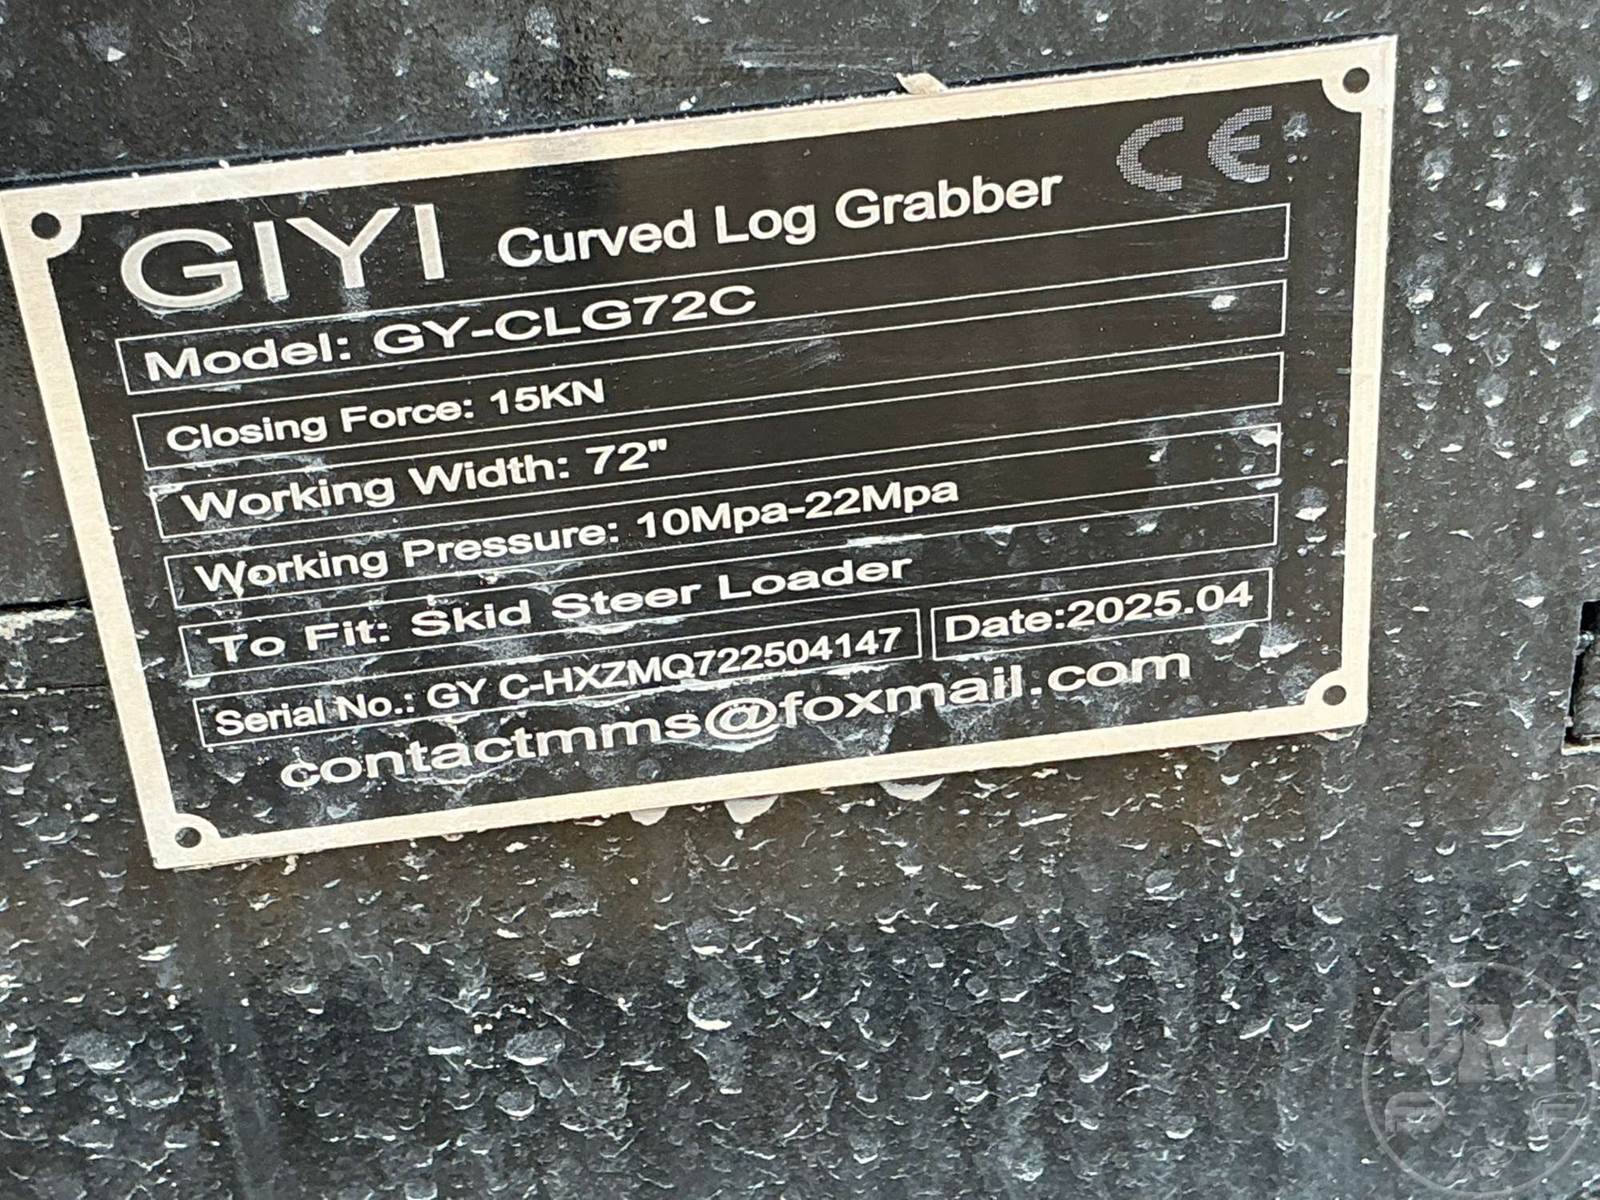 GIYI Curved Log Grabber CE
Model: GY-CLG72C
Closing Force: 15KN
Working Width: 72"
Working Pressure: 10Mpa-22Mpa
To Fit: Skid Steer Loader
Serial No.: GY C-HXZMQ722504147 Date:2025.04
contactmms@foxmail.com